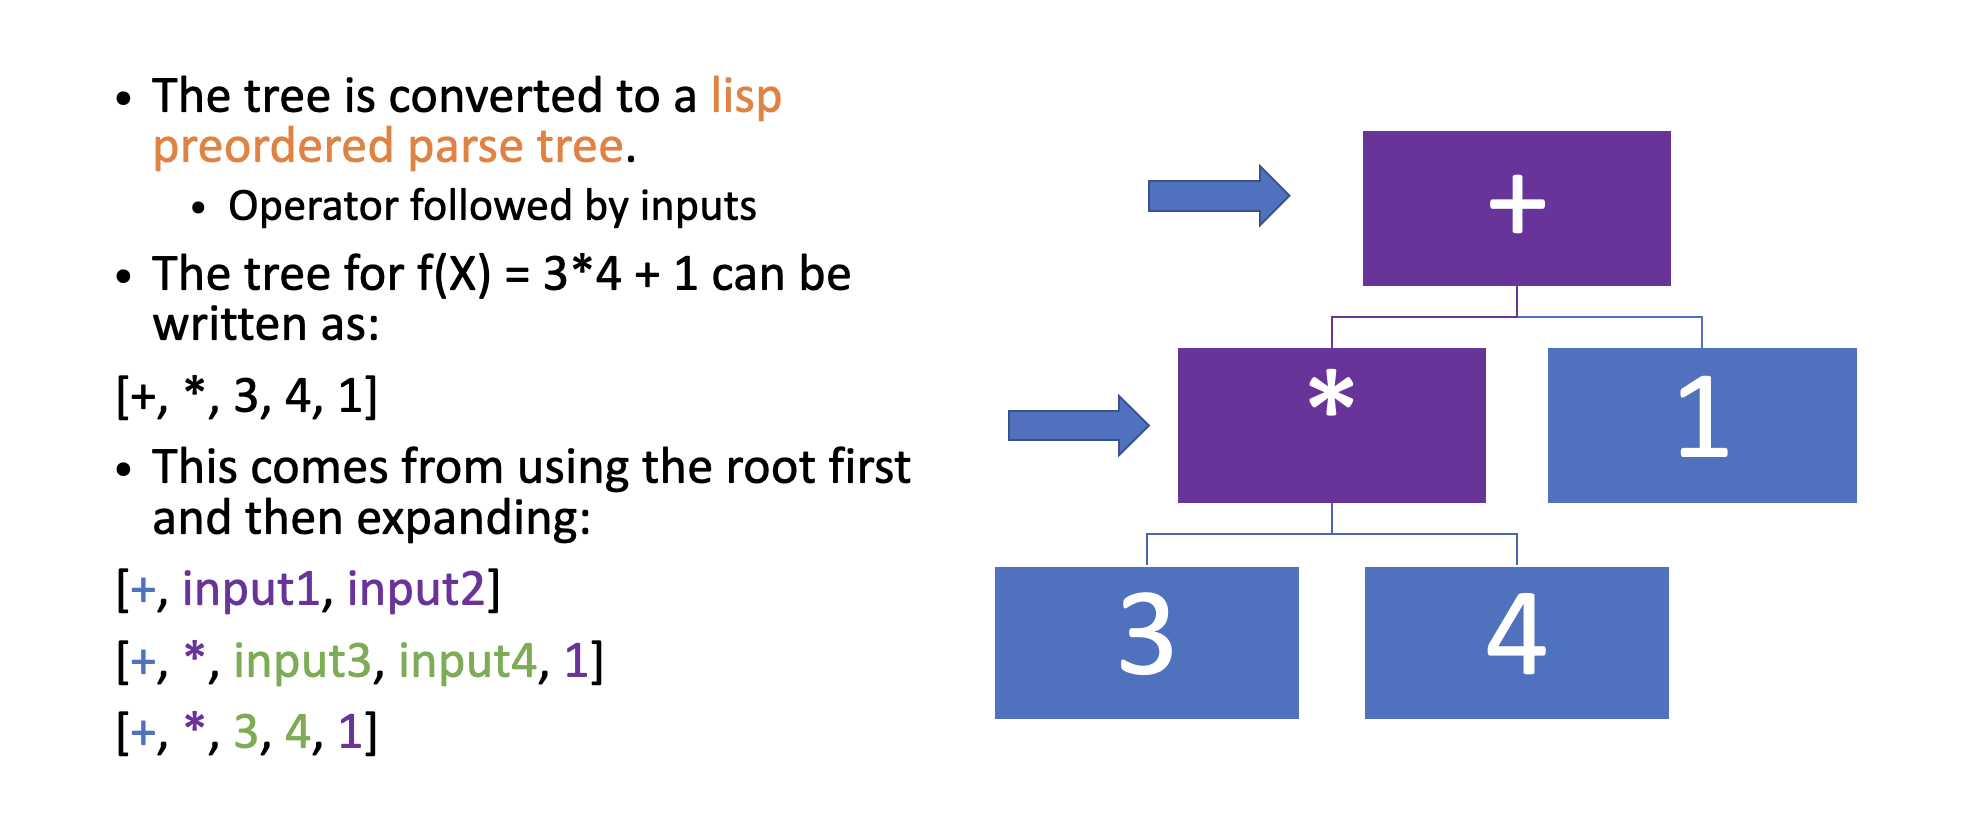 • The tree is converted to a lisp
preordered parse tree.
• Operator followed by inputs
• The tree for f(X) = 3*4 + 1 can be
written as:
[+, *, 3, 4, 1]
• This comes from using the root first
and then expanding:
[+, input1, input2]
[+, *, input3, input4, 1]
[+, *, 3, 4, 1]
+
*
1
3
4